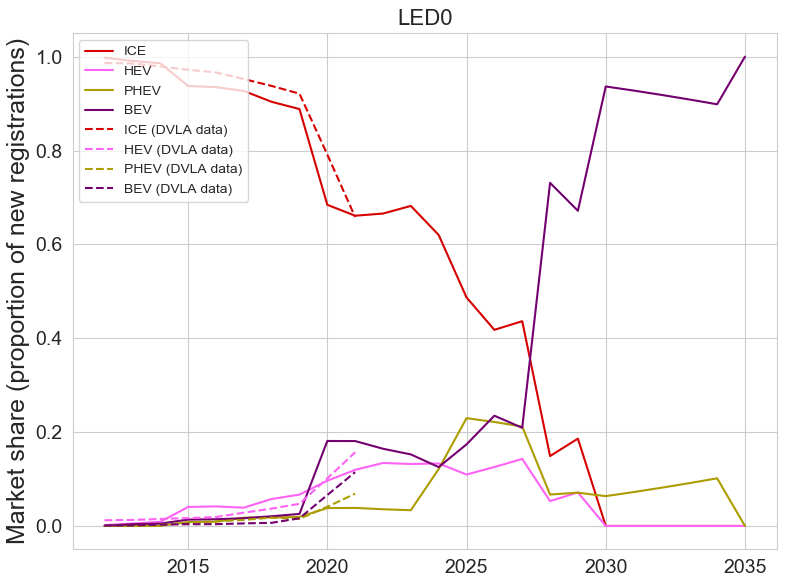 LED0
Market share (proportion of new registrations)
1.0
0.8
0.6
0.4
0.2
0.0
ICE
HEV
PHEV
BEV
ICE (DVLA data)
HEV (DVLA data)
PHEV (DVLA data)
BEV (DVLA data)
2015 2020 2025 2030 2035